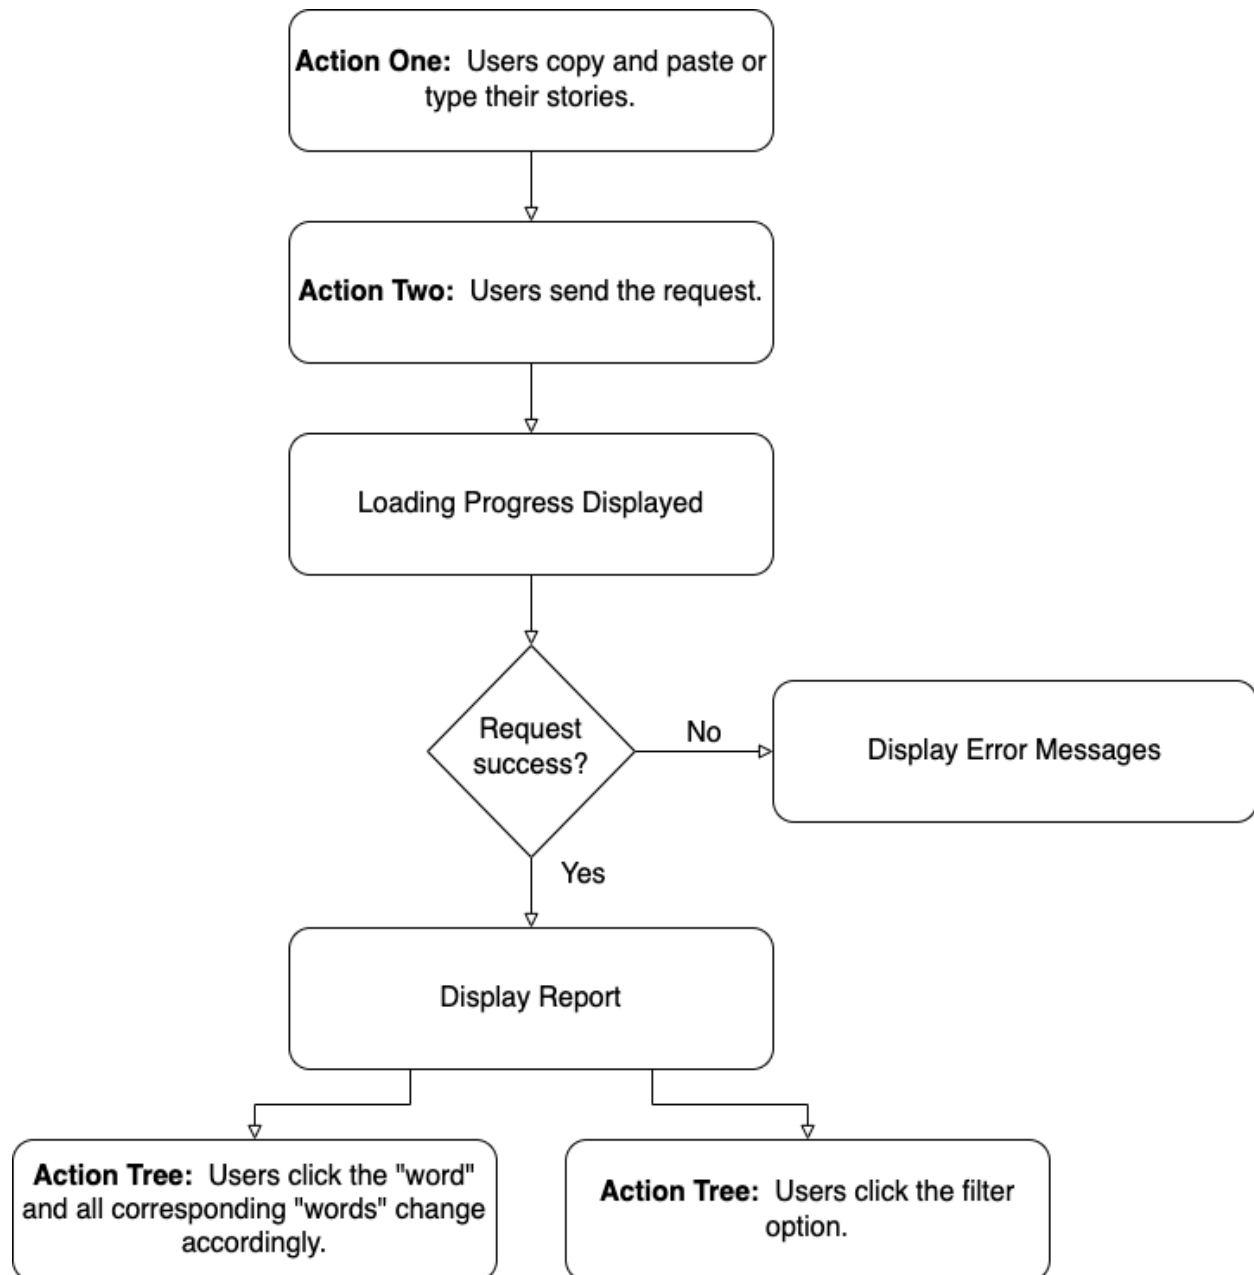 Action One:  Users copy and paste or
type their stories.
Action Two:  Users send the request.
Loading Progress Displayed
Request
success?
No
Display Error Messages
Yes
Display Report
Action Tree:  Users click the "word"
and all corresponding "words" change
accordingly.
Action Tree:  Users click the filter
option.